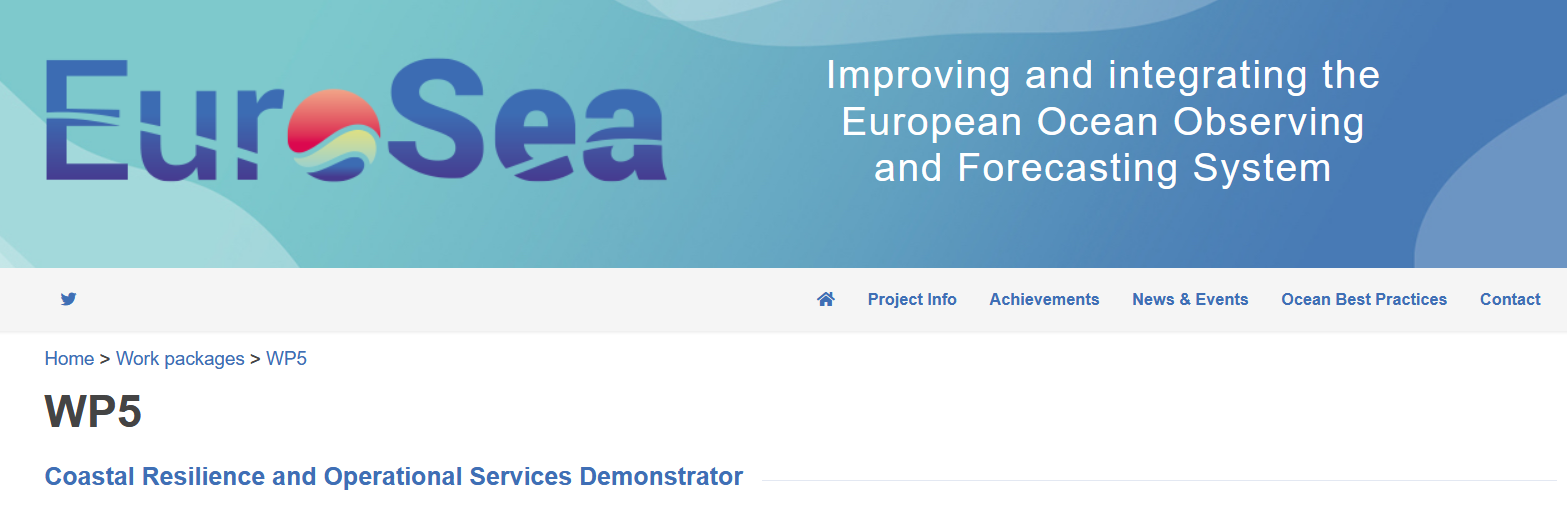 EuroSea
Improving and integrating the
European Ocean Observing
and Forecasting System
Project Info Achievements News & Events Ocean Best Practices Contact
Home > Work packages > WP5
WP5
Coastal Resilience and Operational Services Demonstrator